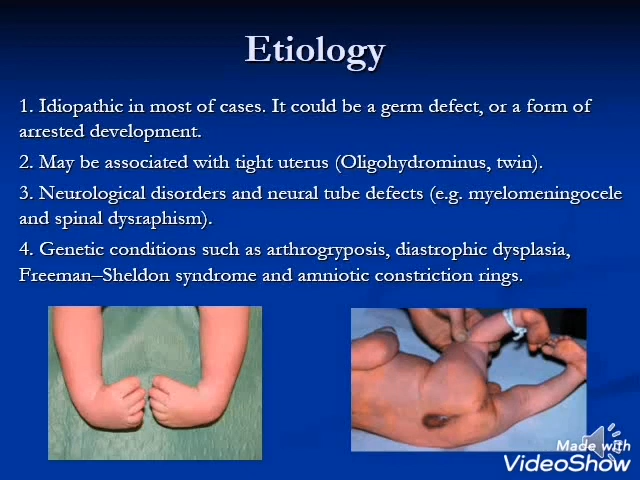 Etiology
1. Idiopathic in most of cases. It could be a germ defect, or a form of
arrested development.
2. May be associated with tight uterus (Oligohydrominus, twin).
3. Neurological disorders and neural tube defects (e.g. myelomeningocele
and spinal dysraphism).
4. Genetic conditions such as arthrogryposis, diastrophic dysplasia,
Freeman–Sheldon syndrome and amniotic constriction rings.
Made with
VideoShow